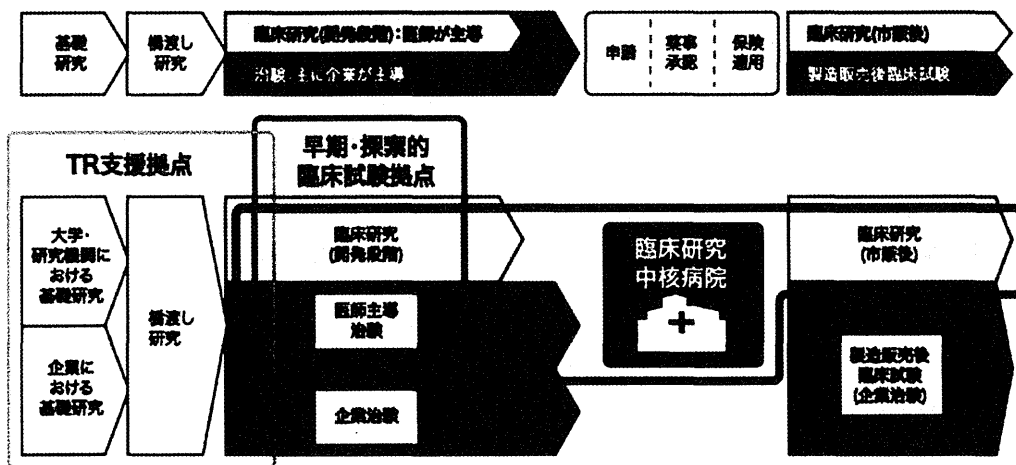 基礎
研究
橋渡し
研究
臨床研究(開発段階):医師が主導
治験:主に企業が主導
申請
薬事
承認
保険
適用
臨床研究(市販後)
製造販売後臨床試験
TR支援拠点
早期・探索的
臨床試験拠点
大学・
研究機関に
おける
基礎研究
企業に
おける
基礎研究
橋渡し
研究
臨床研究
(開発段階)
医師主導
治験
企業治験
臨床研究
中核病院
臨床研究
(市販後)
製造販売後
臨床試験
(企業治験)